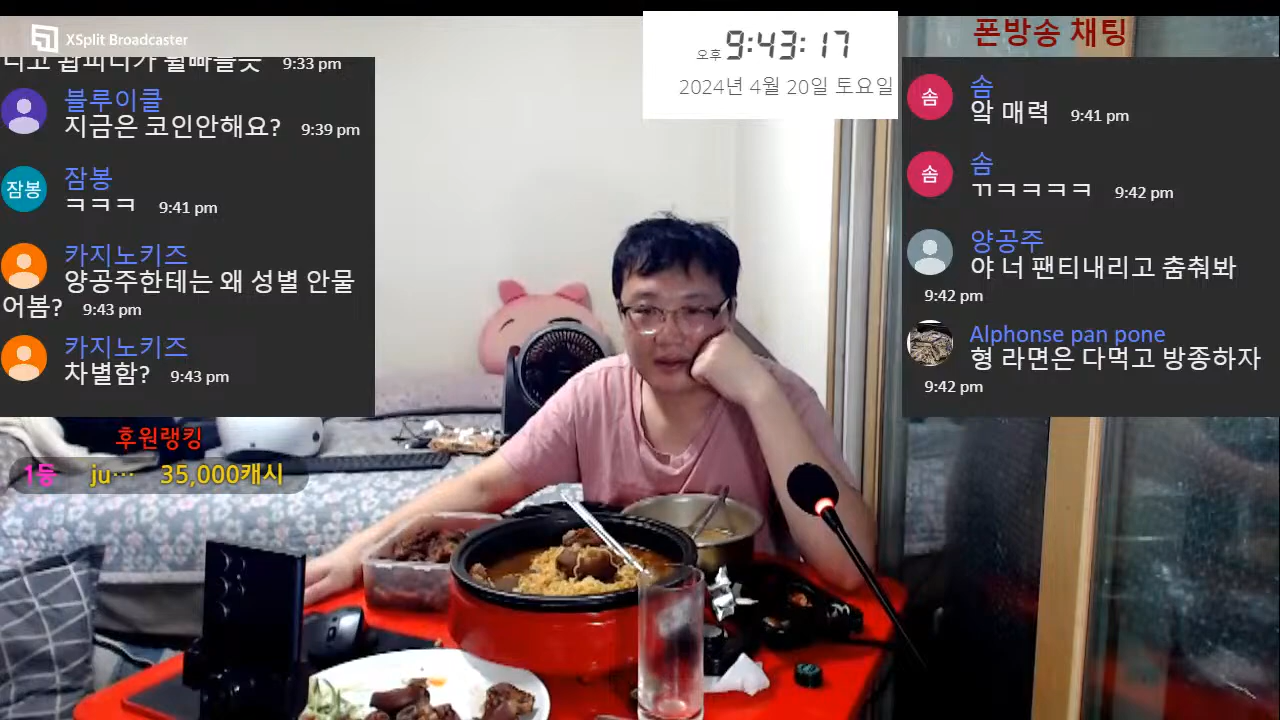 XSplit Broadcaster
9:33 pm
블루이클
지금은 코인안해요? 9:39 pm
잠봉
잠봉
ㅋㅋㅋ 9:41 pm
카지노키즈
양공주한테는 왜 성별 안물
어봄? 9:43 pm
카지노키즈
차별함? 9:43 pm
후원랭킹
1등 ju… 35,000캐시
오후 9:43:17
2024년 4월 20일 토요일
폰방송 채팅
솜
솜
앜 매력 9:41 pm
솜
솜
ㄲㅋㅋㅋㅋ 9:42 pm
양공주
야 너 팬티내리고 춤춰봐
9:42 pm
Alphonse pan pone
형 라면은 다먹고 방종하자
9:42 pm